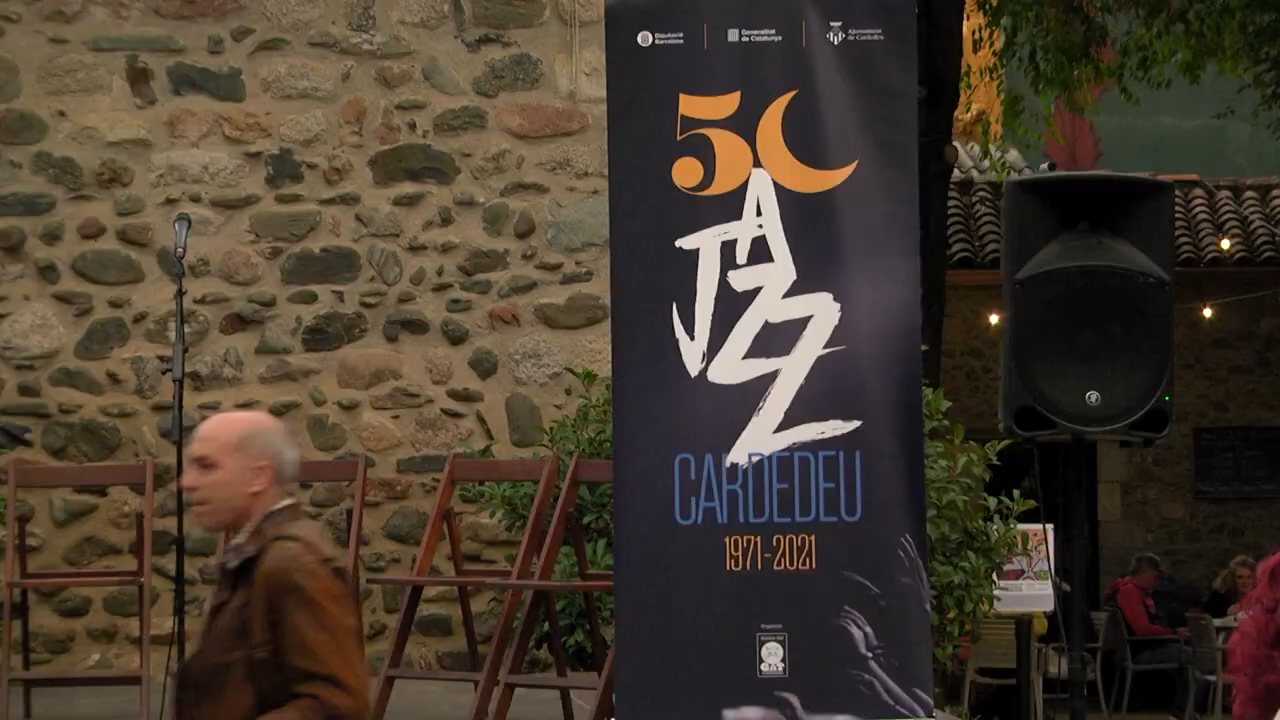 Diputació
Barcelona
Generalitat
de Catalunya
Ajuntament
de Cardedeu
50
JAZZ
CARDEDEU
1971-2021